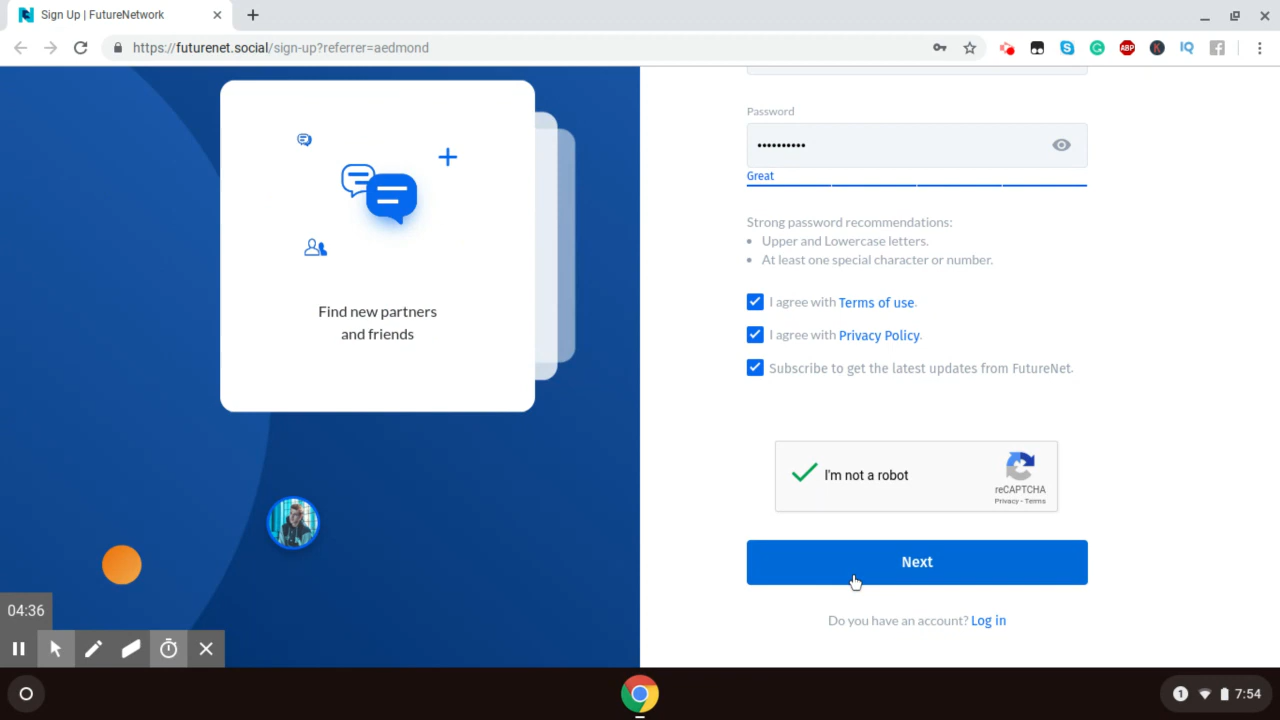 Sign Up | FutureNetwork
https://futurenet.social/sign-up?referrer=aedmond
ABP
K
IQ
Find new partners
and friends
Password
••••••••••
Great
Strong password recommendations:
• Upper and Lowercase letters.
• At least one special character or number.
I agree with Terms of use.
I agree with Privacy Policy.
Subscribe to get the latest updates from FutureNet.
I'm not a robot
reCAPTCHA
Privacy - Terms
Next
Do you have an account? Log in
04:36
1
7:54